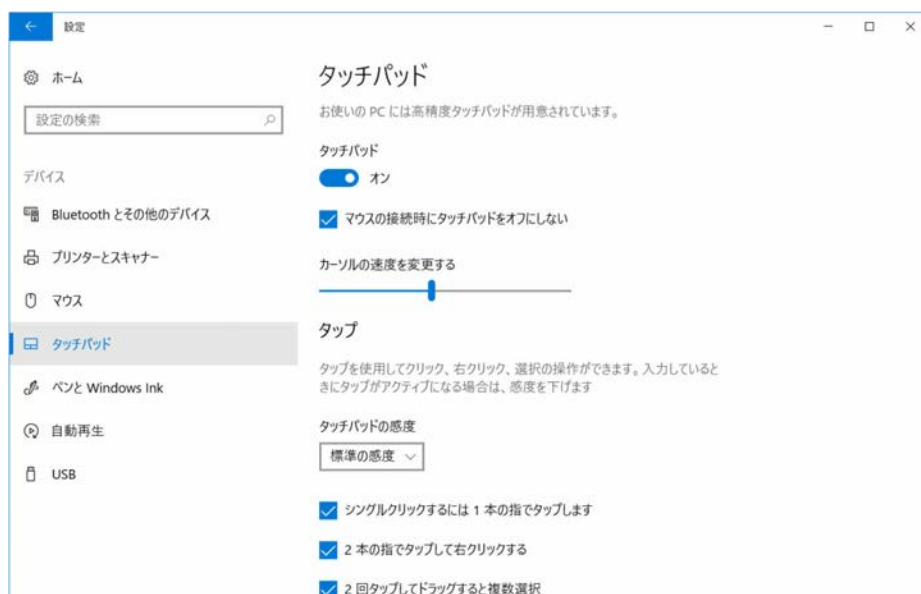 設定
ホーム
設定の検索
デバイス
Bluetooth とその他のデバイス
プリンターとスキャナー
マウス
タッチパッド
ペンと Windows Ink
自動再生
USB
タッチパッド
お使いの PC には高精度タッチパッドが用意されています。
タッチパッド
オン
マウスの接続時にタッチパッドをオフにしない
カーソルの速度を変更する
タップ
タップを使用してクリック、右クリック、選択の操作ができます。入力していると
きにタップがアクティブになる場合は、感度を下げます
タッチパッドの感度
標準の感度
シングルクリックするには 1 本の指でタップします
2 本の指でタップして右クリックする
2 回タップしてドラッグすると複数選択